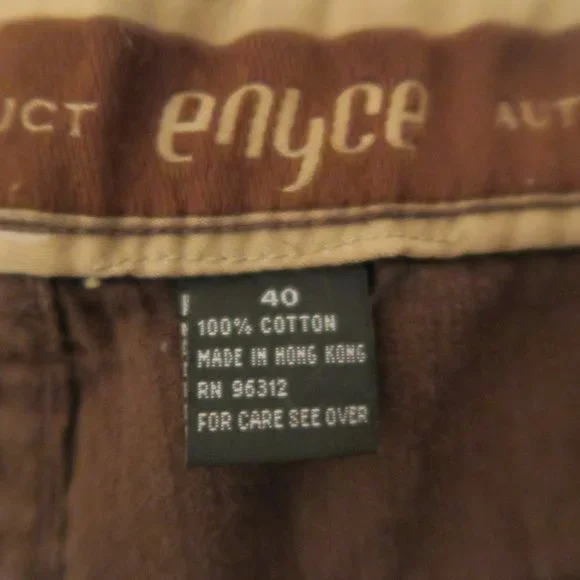 UCT enyce AUT
40
100% COTTON
MADE IN HONG KONG
RN 96312
FOR CARE SEE OVER